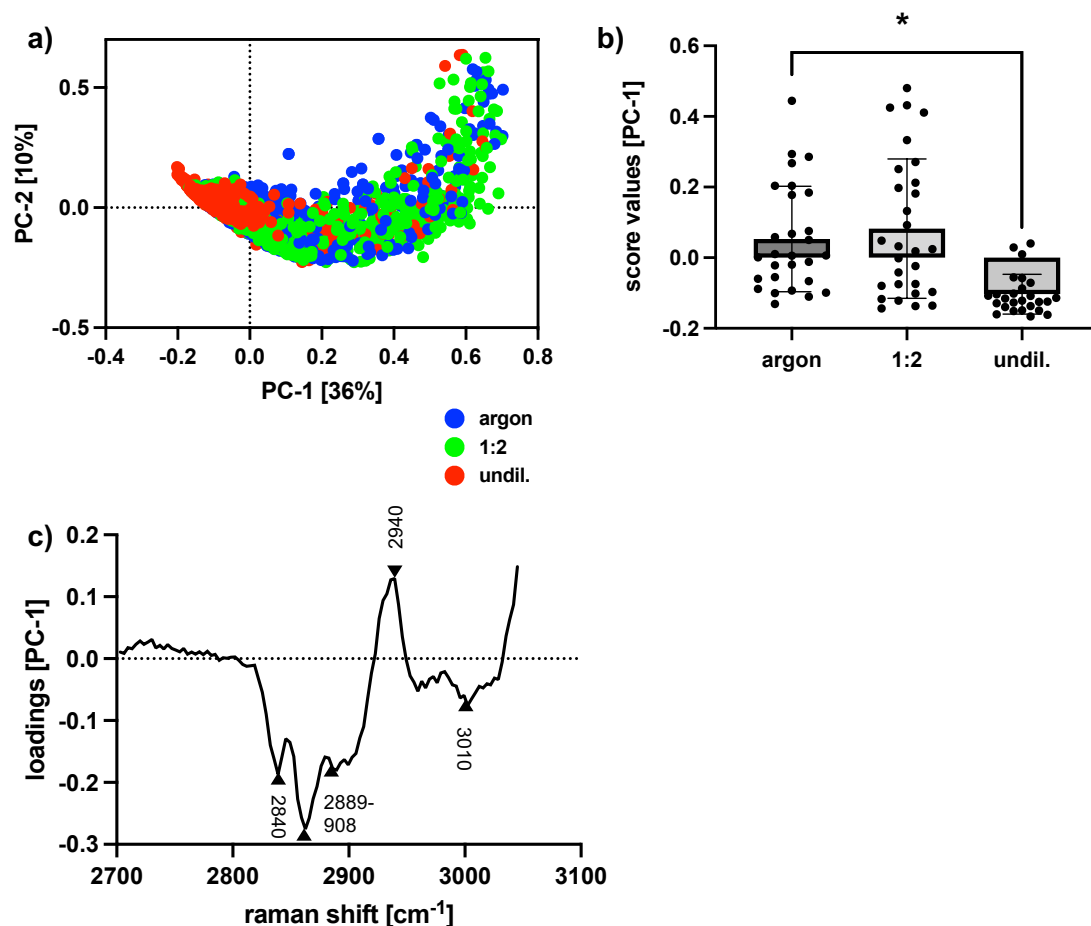 a)
PC-2 [10%]
0.5
0.0
-0.5
-0.4
-0.2
0.0
0.2
0.4
0.6
0.8
PC-1 [36%]
argon
1:2
undil.
b)
*
score values [PC-1]
0.6
0.4
0.2
0.0
-0.2
argon
1:2
undil.
c)
loadings [PC-1]
0.2
0.1
0.0
-0.1
-0.2
-0.3
2940
2840
2889-
908
3010
2700
2800
2900
3000
3100
raman shift [cm⁻¹]